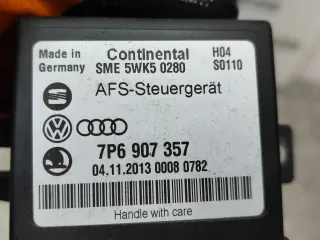 Made in Germany
Continental
SME 5WK5 0280
H04
S0110
AFS-Steuergerät
7P6 907 357
04.11.2013 0008 0782
Handle with care